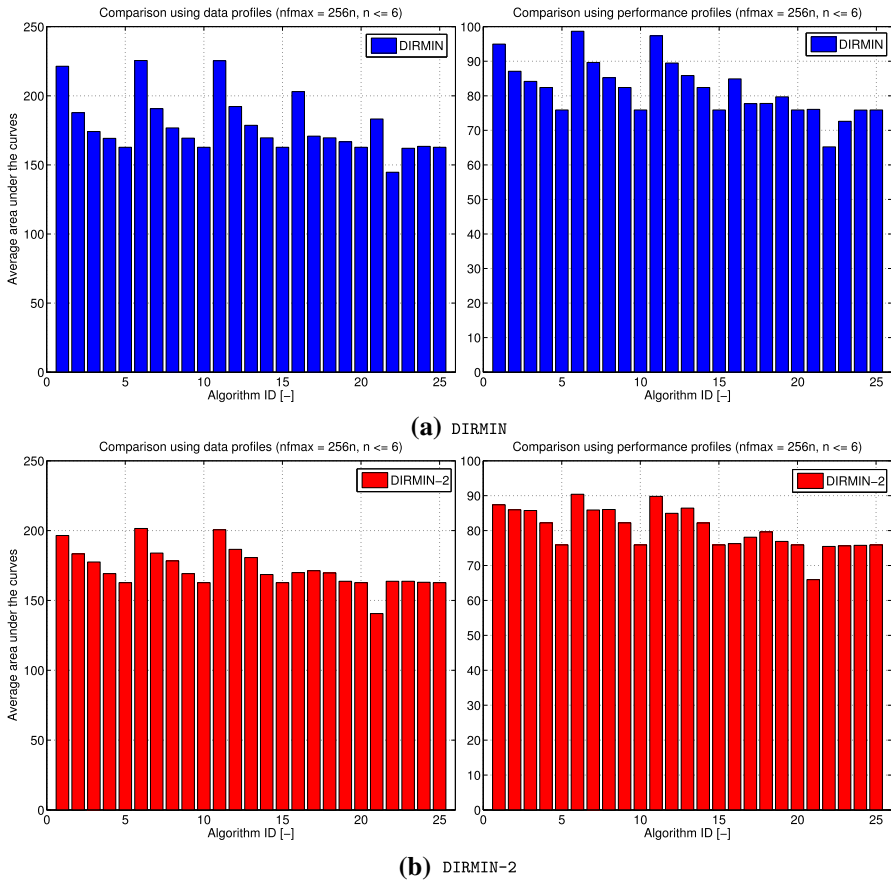 Comparison using data profiles (nfmax = 256n, n <= 6)
250
200
150
100
50
0
0 5 10 15 20 25
Average area under the curves
Algorithm ID [−]
DIRMIN
Comparison using performance profiles (nfmax = 256n, n <= 6)
100
90
80
70
60
50
40
30
20
10
0
0 5 10 15 20 25
Algorithm ID [−]
DIRMIN
(a) DIRMIN
Comparison using data profiles (nfmax = 256n, n <= 6)
250
200
150
100
50
0
0 5 10 15 20 25
Average area under the curves
Algorithm ID [−]
DIRMIN−2
Comparison using performance profiles (nfmax = 256n, n <= 6)
100
90
80
70
60
50
40
30
20
10
0
0 5 10 15 20 25
Algorithm ID [−]
DIRMIN−2
(b) DIRMIN-2